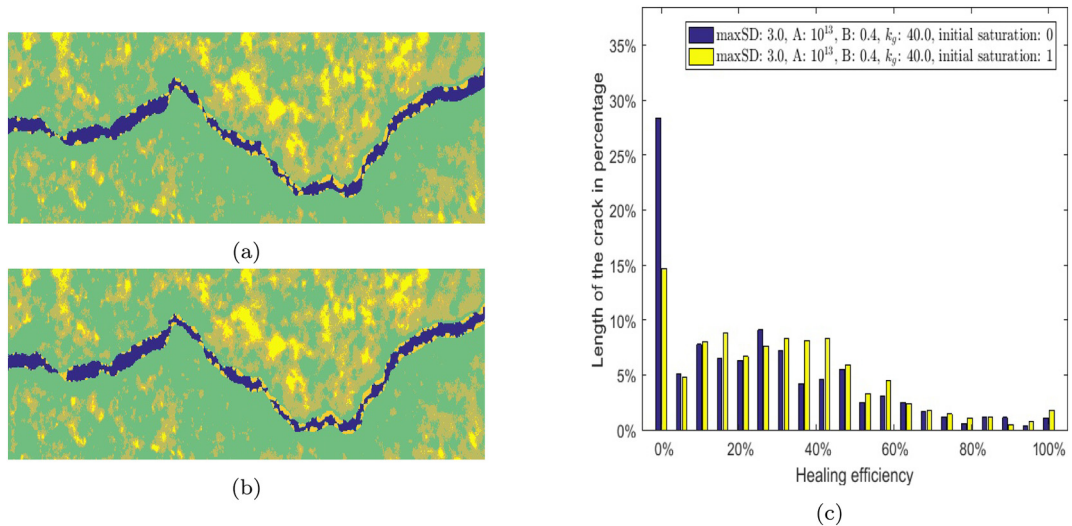 (a)
(b)
maxSD: 3.0, A: 10¹³, B: 0.4, k_g: 40.0, initial saturation: 0
maxSD: 3.0, A: 10¹³, B: 0.4, k_g: 40.0, initial saturation: 1
Length of the crack in percentage
35%
30%
25%
20%
15%
10%
5%
0%
0%
20%
40%
60%
80%
100%
Healing efficiency
(c)